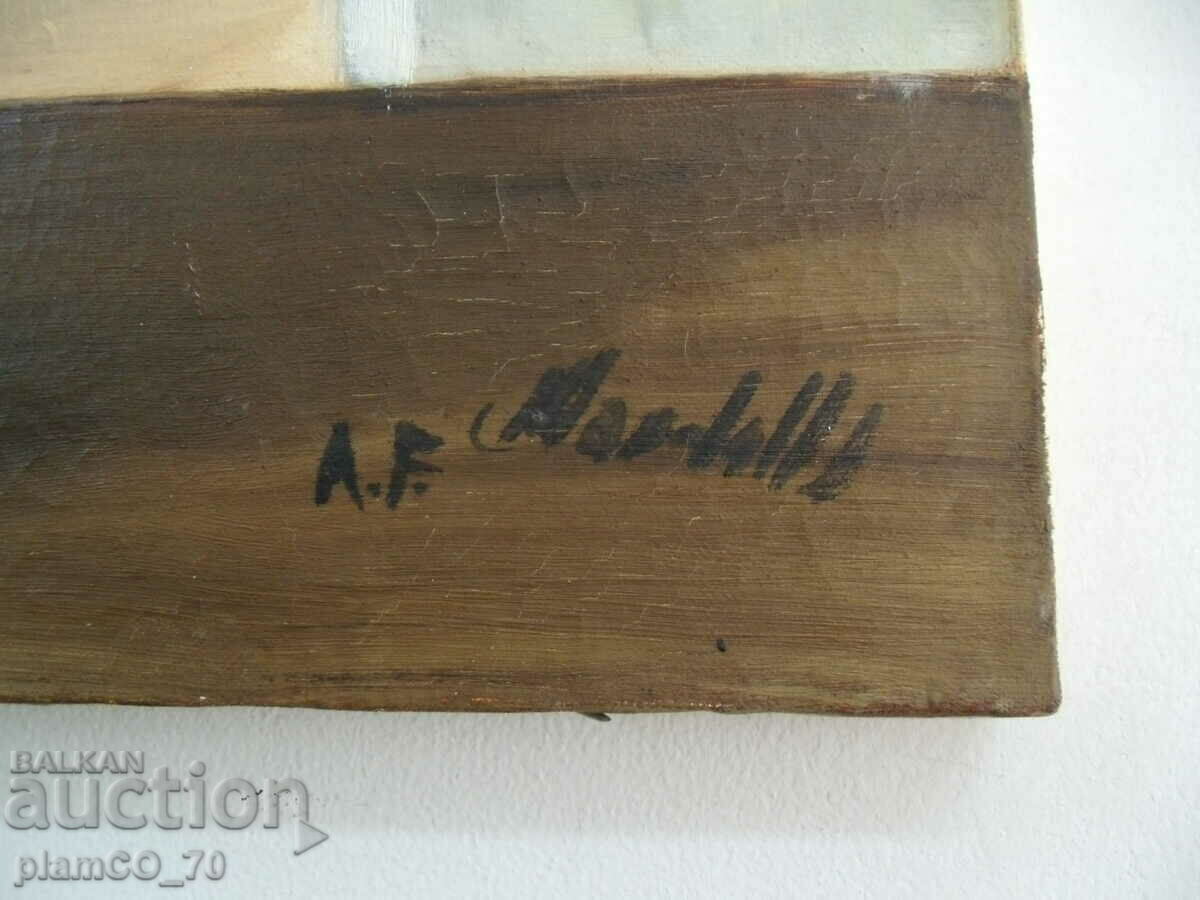 A.F.
BALKAN
auction
plamCO_70